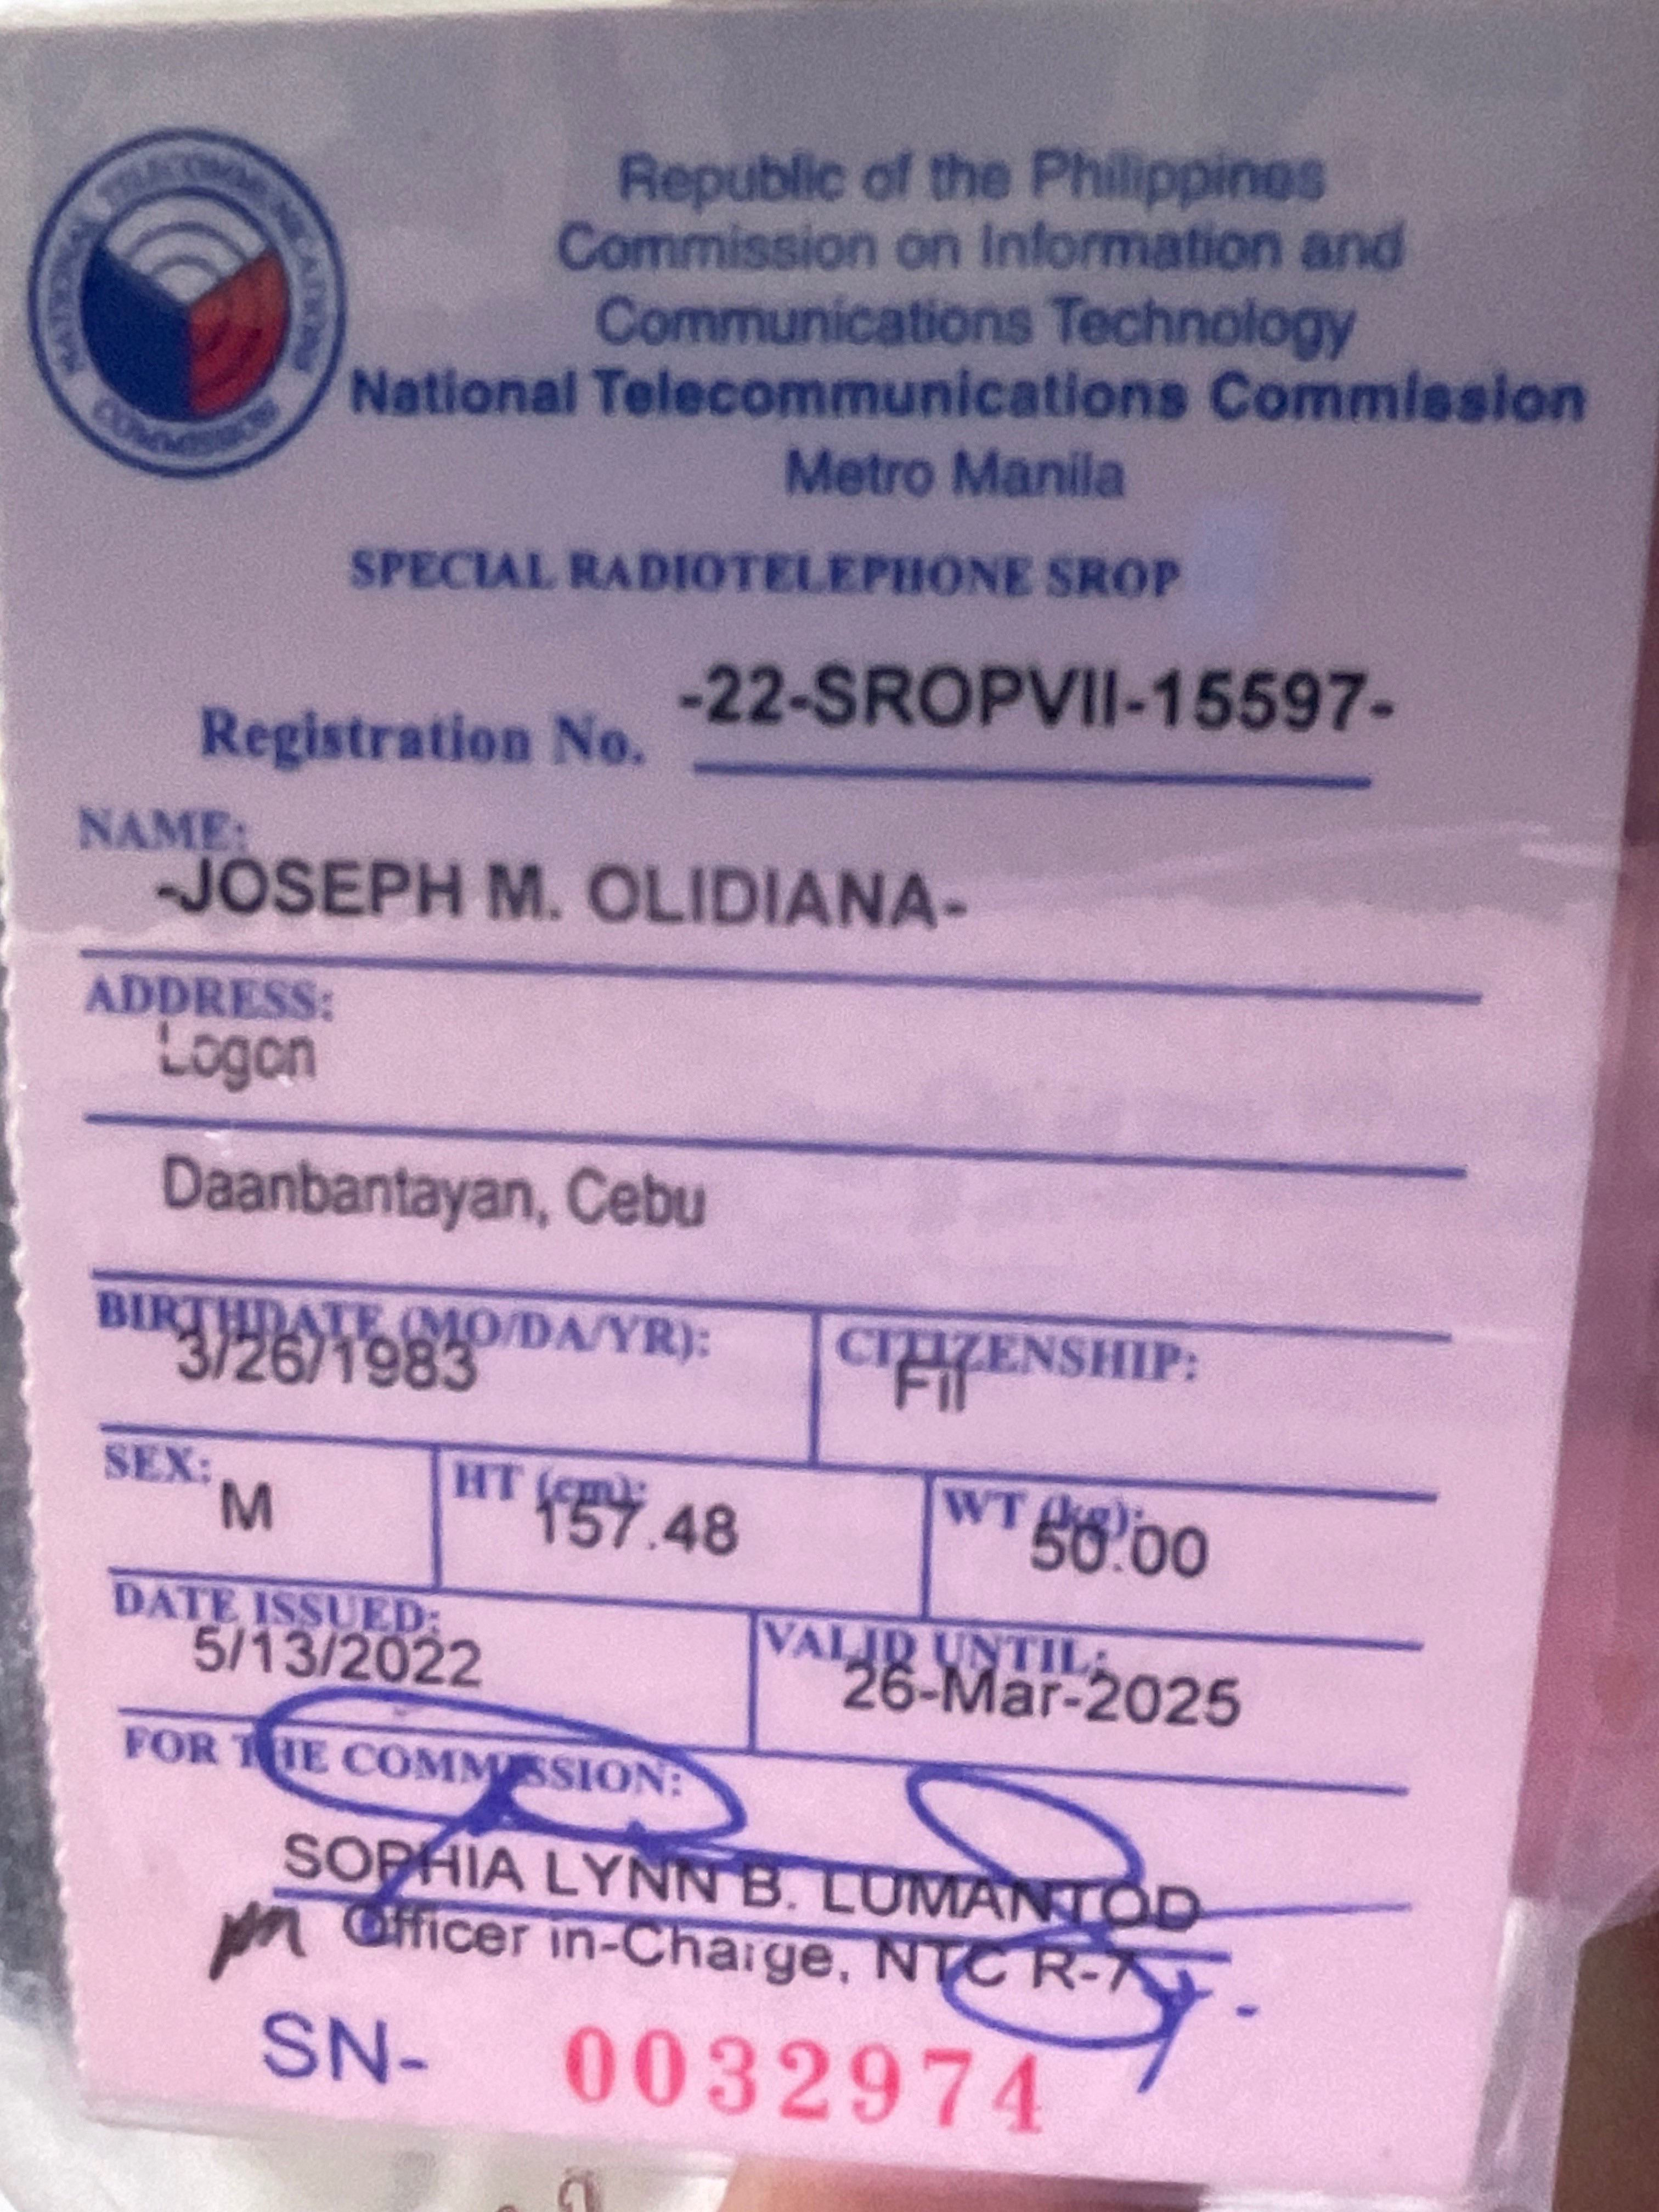 NATIONAL TELECOMMUNICATIONS COMMISSION
Republic of the Philippines
Commission on Information and
Communications Technology
National Telecommunications Commission
Metro Manila
SPECIAL RADIOTELEPHONE SROP
Registration No. -22-SROPVII-15597-
NAME:
-JOSEPH M. OLIDIANA-
ADDRESS:
Logon
Daanbantayan, Cebu
BIRTHDATE (MO/DA/YR): CITIZENSHIP:
3/26/1983 Fil
SEX: HT (cm): WT (kg):
M 157.48 50.00
DATE ISSUED: VALID UNTIL:
5/13/2022 26-Mar-2025
FOR THE COMMISSION:
SOPHIA LYNN B. LUMANTOD
Officer in-Charge, NTC R-7
SN- 0032974